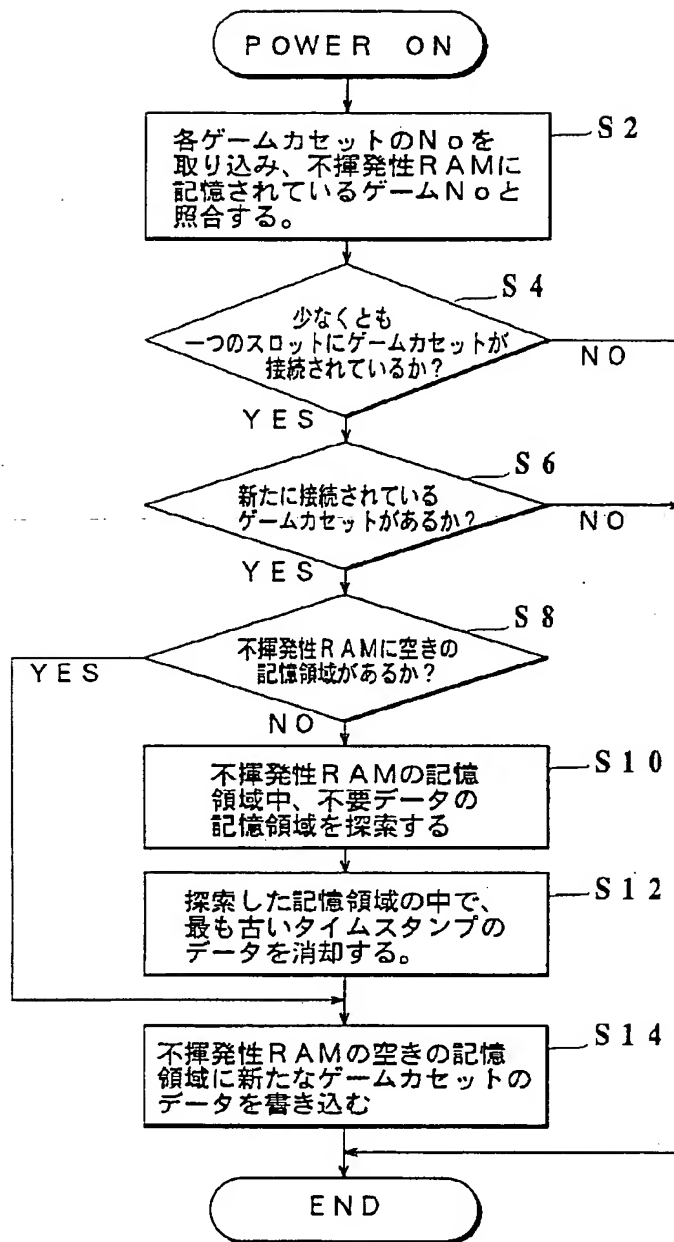 POWER ON
S2
各ゲームカセットのNoを
取り込み、不揮発性RAMに
記憶されているゲームNoと
照合する。
S4
少なくとも
一つのスロットにゲームカセットが
接続されているか?
NO
YES
S6
新たに接続されている
ゲームカセットがあるか?
NO
YES
S8
不揮発性RAMに空きの
記憶領域があるか?
YES
NO
S10
不揮発性RAMの記憶
領域中、不要データの
記憶領域を探索する
S12
探索した記憶領域の中で、
最も古いタイムスタンプの
データを消却する。
S14
不揮発性RAMの空きの記憶
領域に新たなゲームカセットの
データを書き込む
END